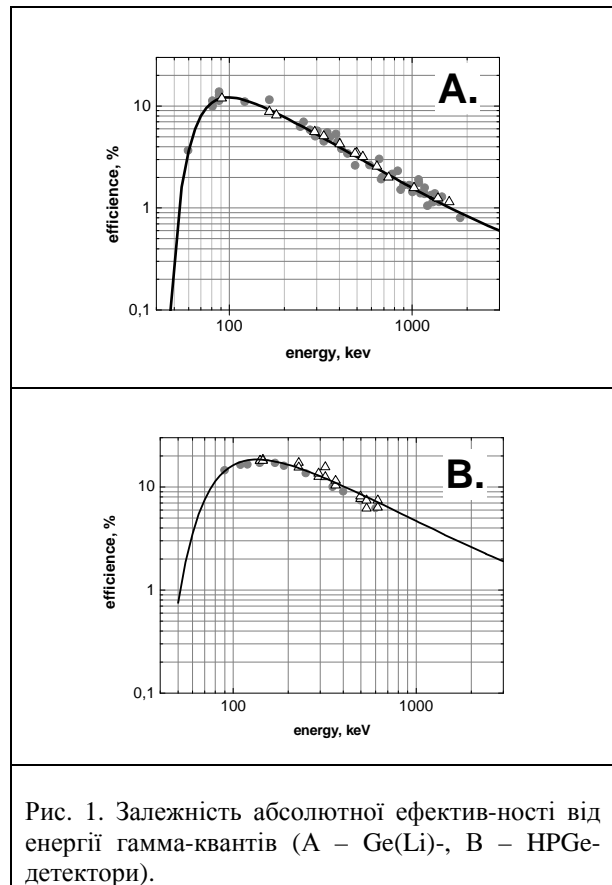 A.
10
1
0,1
efficience, %
100
1000
energy, kev
B.
10
1
0,1
efficience, %
100
1000
energy, keV
Рис. 1. Залежність абсолютної ефектив-ності від
енергії гамма-квантів (А – Ge(Li)-, В – HPGe-
детектори).